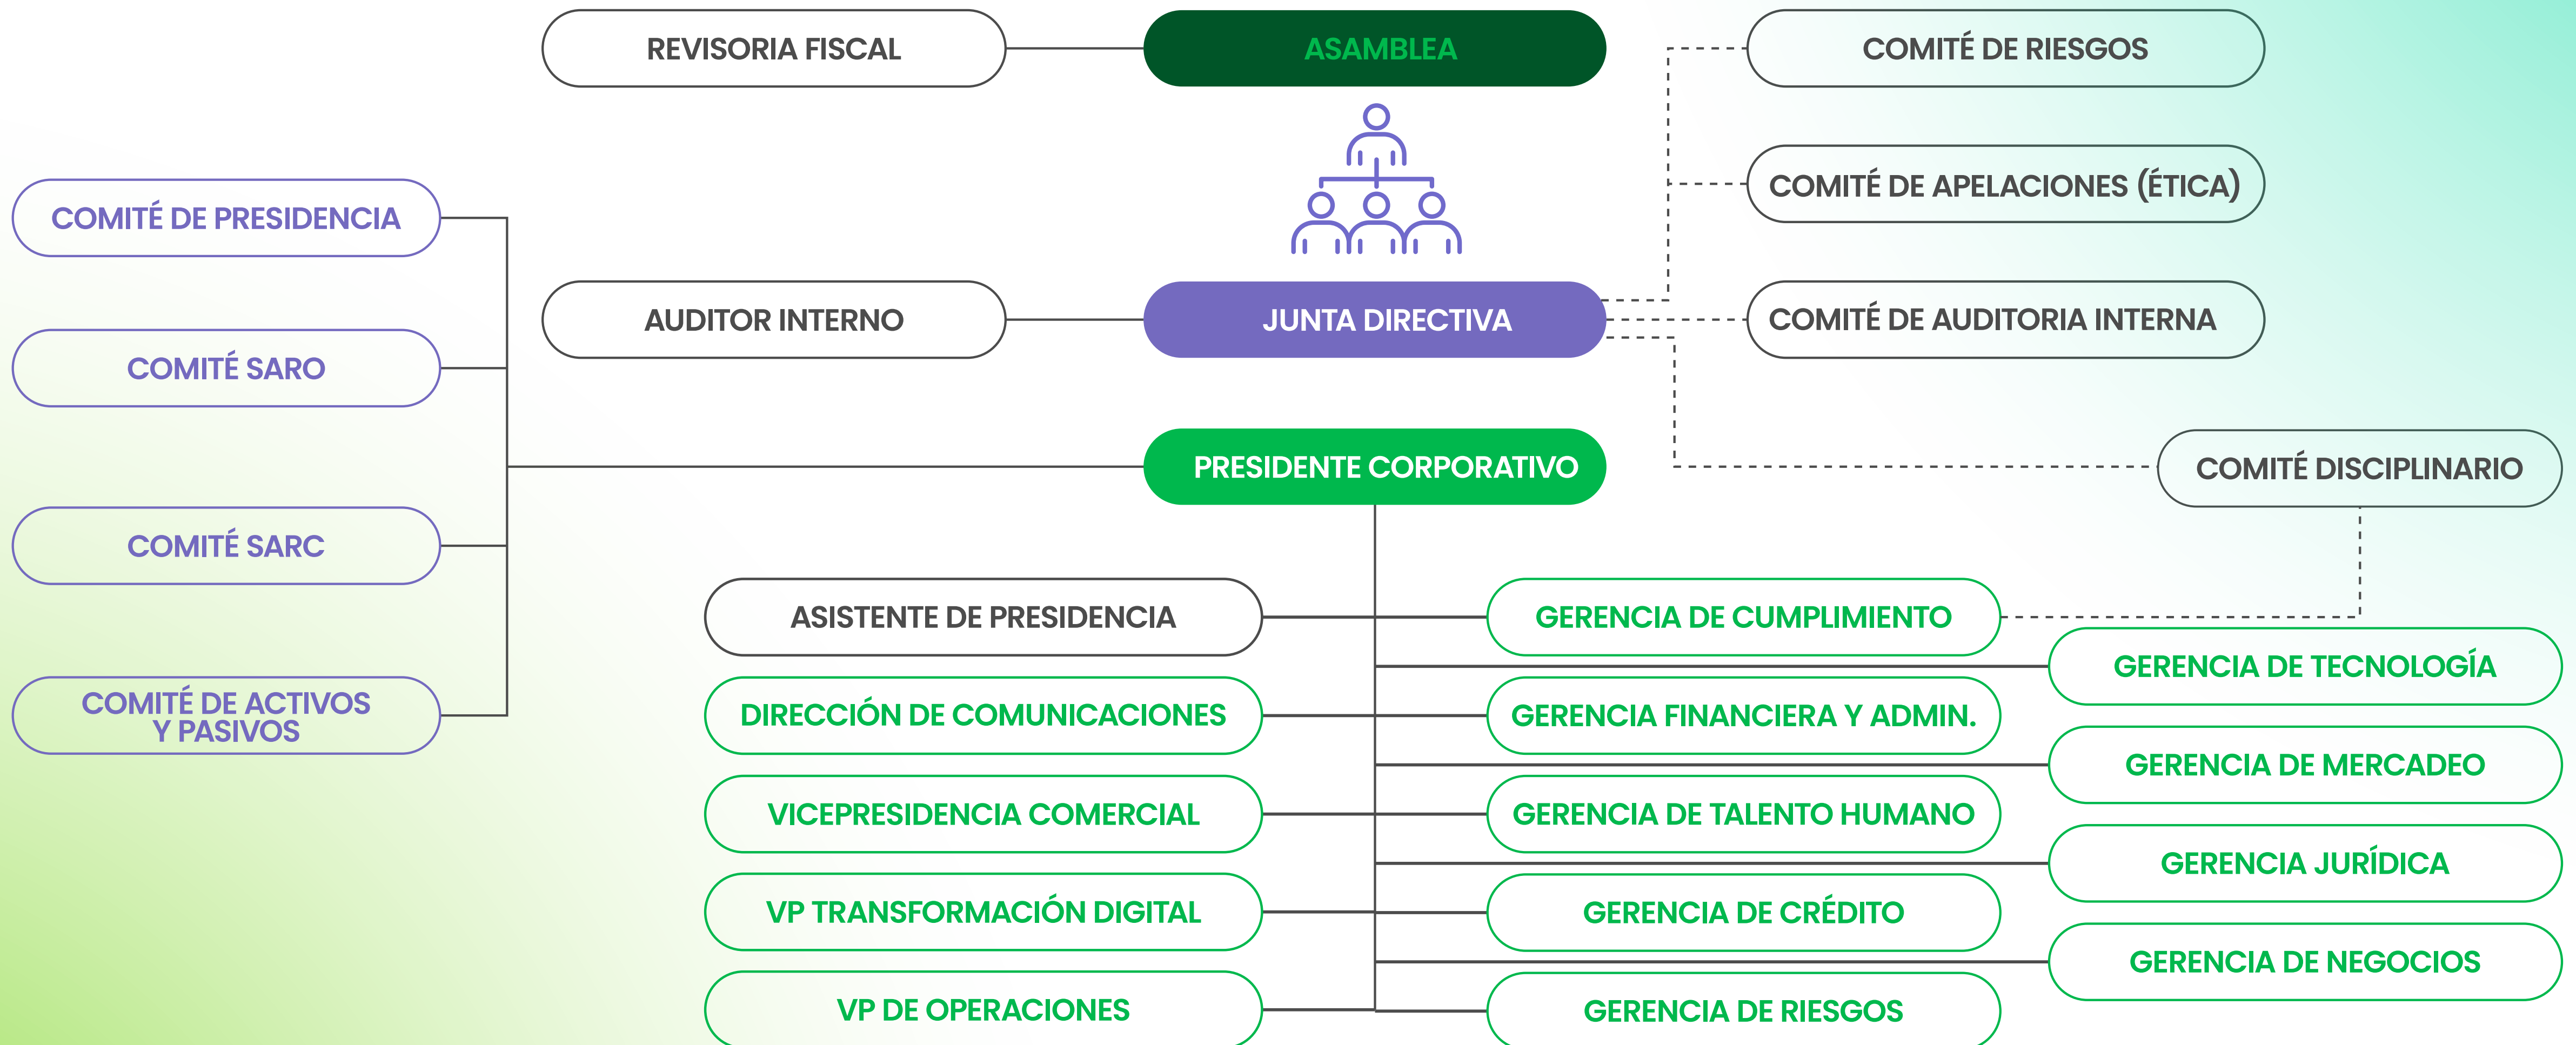 REVISORIA FISCAL
ASAMBLEA
COMITÉ DE RIESGOS
COMITÉ DE APELACIONES (ÉTICA)
COMITÉ DE PRESIDENCIA
AUDITOR INTERNO
JUNTA DIRECTIVA
COMITÉ DE AUDITORIA INTERNA
COMITÉ SARO
PRESIDENTE CORPORATIVO
COMITÉ DISCIPLINARIO
COMITÉ SARC
ASISTENTE DE PRESIDENCIA
GERENCIA DE CUMPLIMIENTO
GERENCIA DE TECNOLOGÍA
COMITÉ DE ACTIVOS
Y PASIVOS
DIRECCIÓN DE COMUNICACIONES
GERENCIA FINANCIERA Y ADMIN.
GERENCIA DE MERCADEO
VICEPRESIDENCIA COMERCIAL
GERENCIA DE TALENTO HUMANO
GERENCIA JURÍDICA
VP TRANSFORMACIÓN DIGITAL
GERENCIA DE CRÉDITO
GERENCIA DE NEGOCIOS
VP DE OPERACIONES
GERENCIA DE RIESGOS